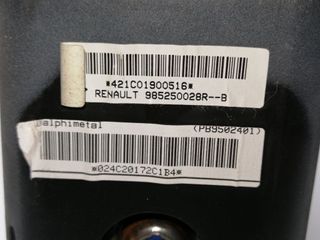 *421C01900516*
RENAULT 985250028R--B
Dalphimetal (PB9502401)
*024C20172C1B4*